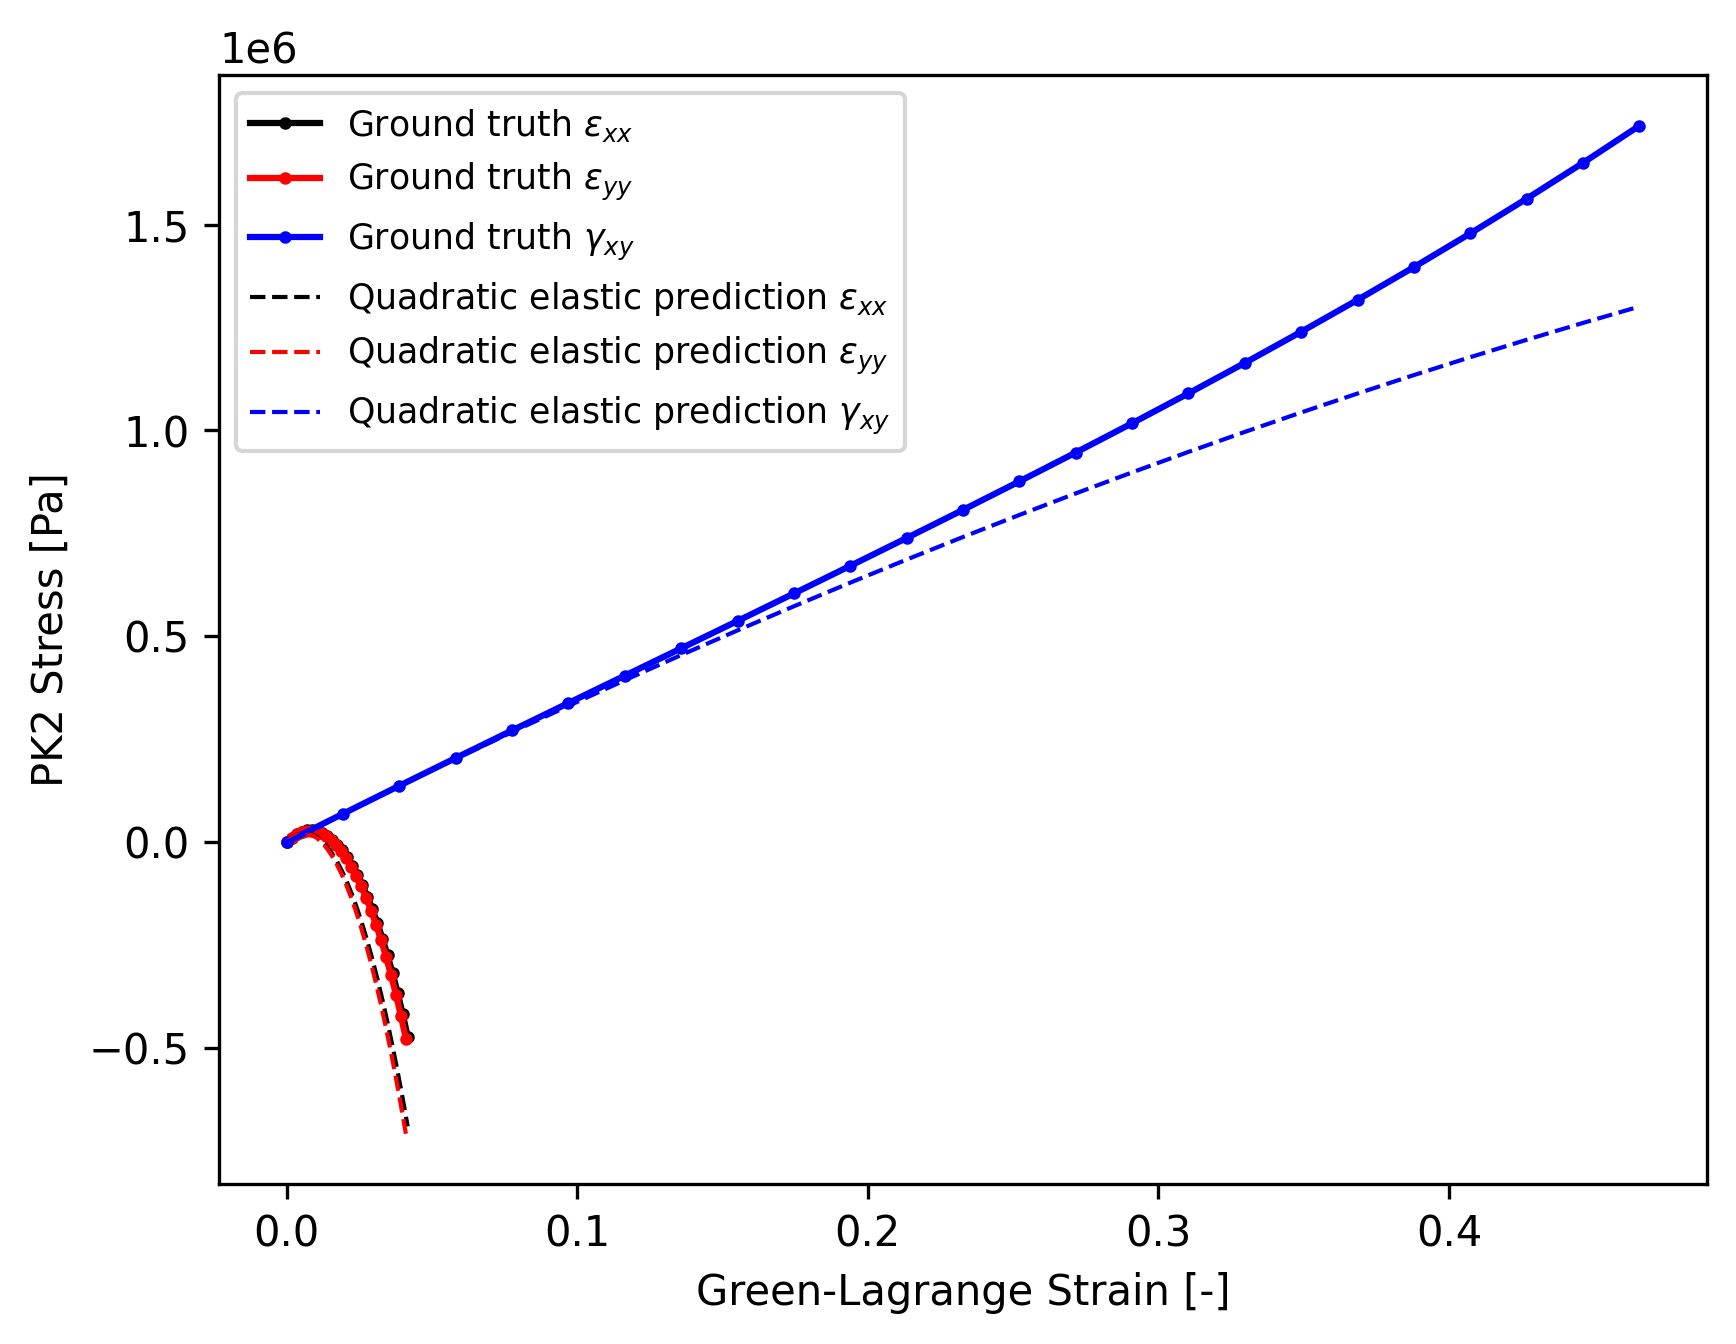 1e6
Ground truth εxx
Ground truth εyy
Ground truth γxy
Quadratic elastic prediction εxx
Quadratic elastic prediction εyy
Quadratic elastic prediction γxy
1.5
1.0
0.5
0.0
−0.5
PK2 Stress [Pa]
0.0 0.1 0.2 0.3 0.4
Green-Lagrange Strain [-]